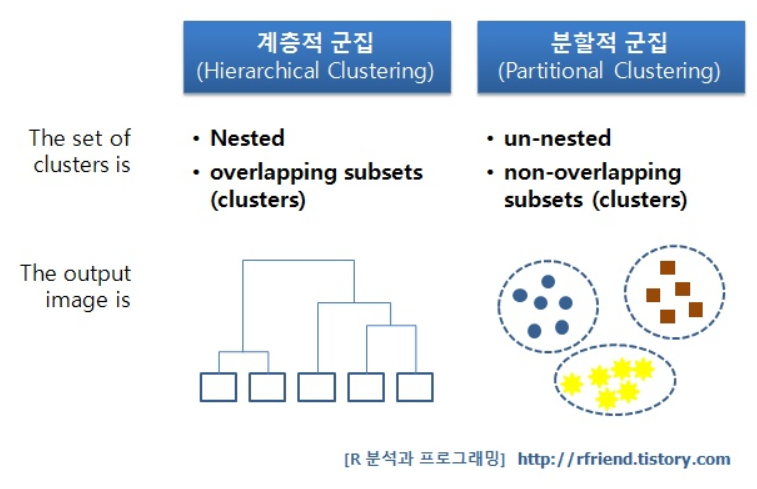 계층적 군집
(Hierarchical Clustering)
분할적 군집
(Partitional Clustering)
The set of
clusters is
• Nested
• overlapping subsets
(clusters)
• un-nested
• non-overlapping
subsets (clusters)
The output
image is
[R 분석과 프로그래밍] http://rfriend.tistory.com